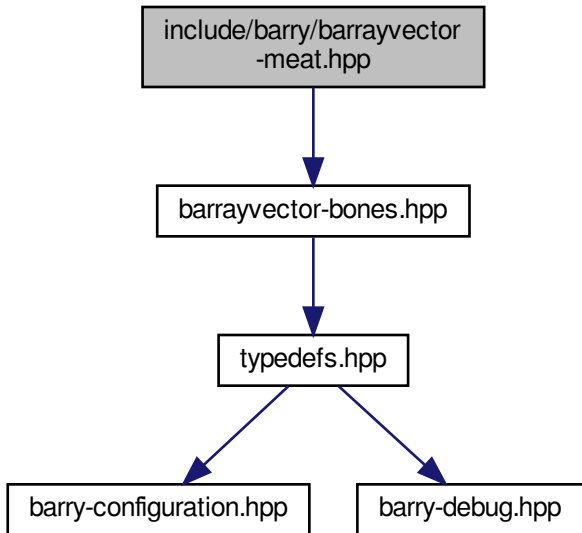 include/barry/barrayvector
-meat.hpp
barrayvector-bones.hpp
typedefs.hpp
barry-configuration.hpp
barry-debug.hpp